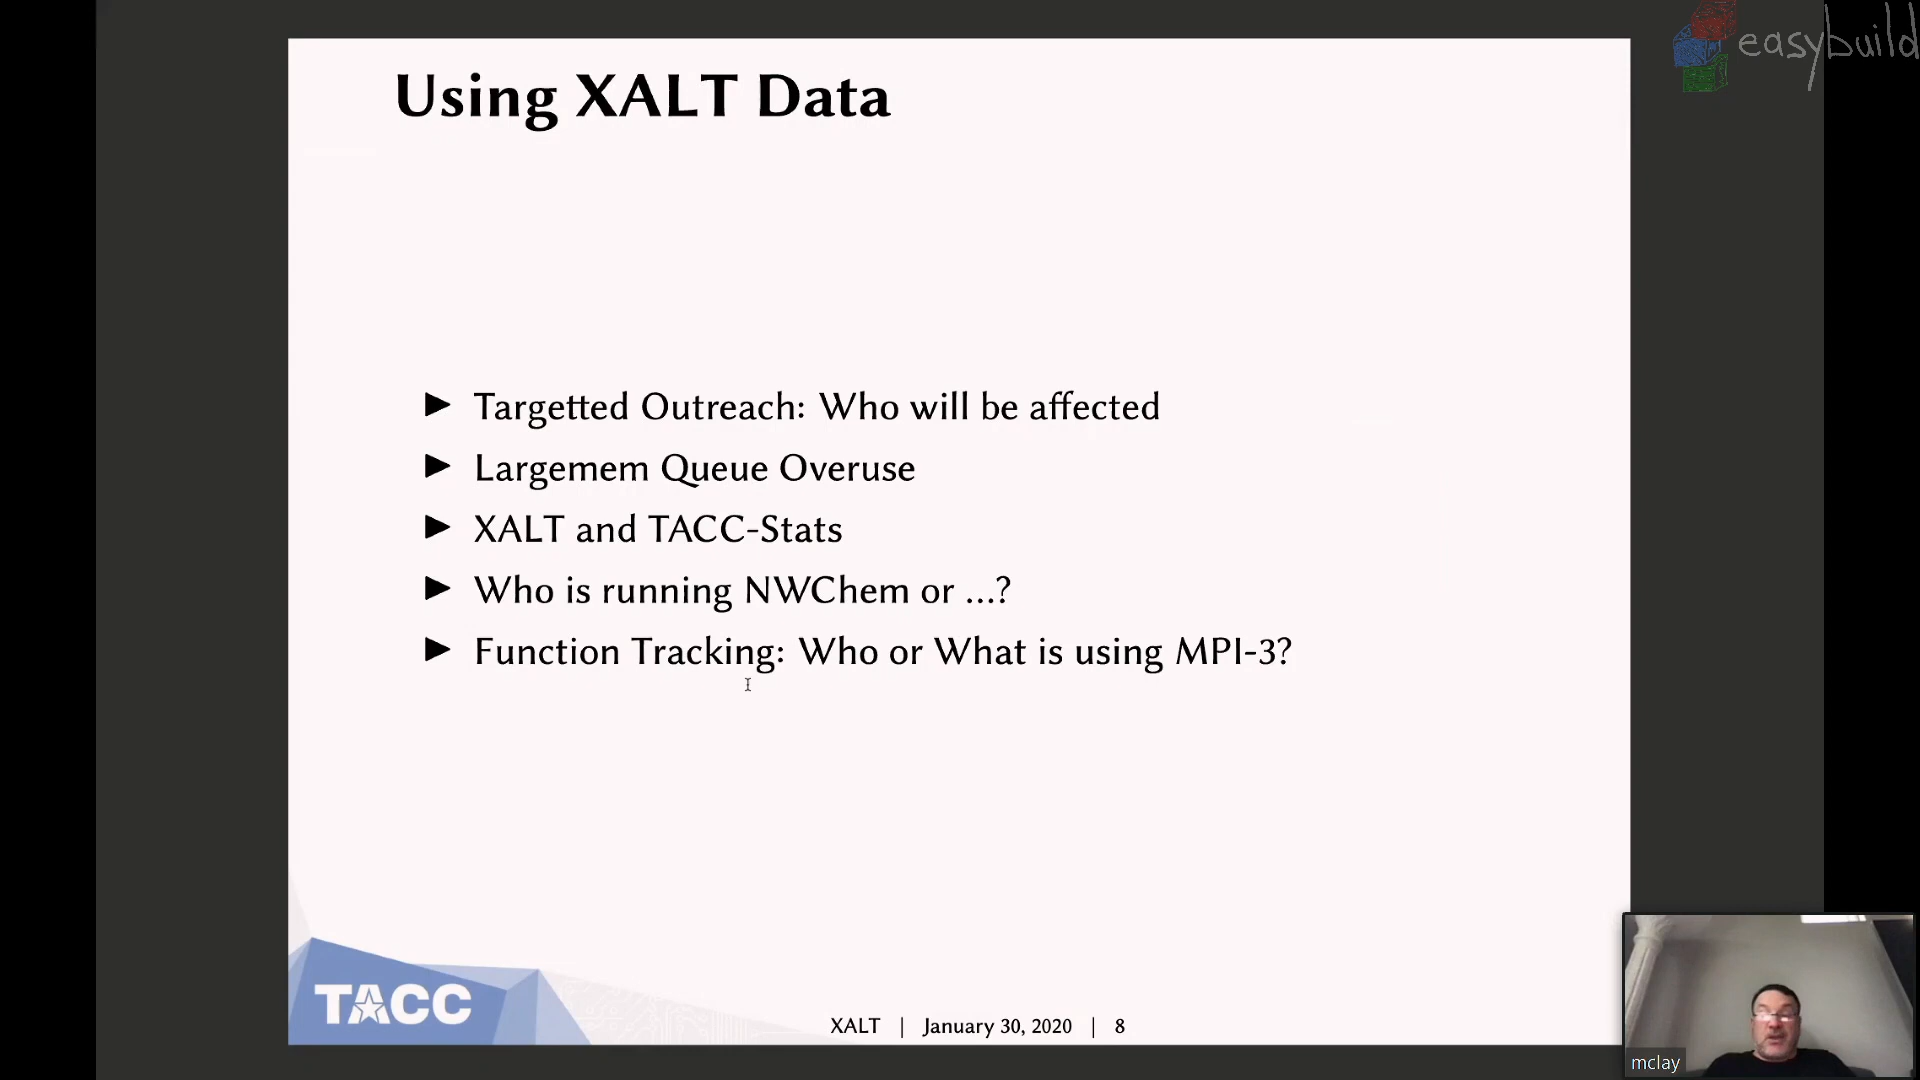 easybuild
Using XALT Data
▶ Targetted Outreach: Who will be affected
▶ Largemem Queue Overuse
▶ XALT and TACC-Stats
▶ Who is running NWChem or ...?
▶ Function Tracking: Who or What is using MPI-3?
TACC
XALT | January 30, 2020 | 8
mclay